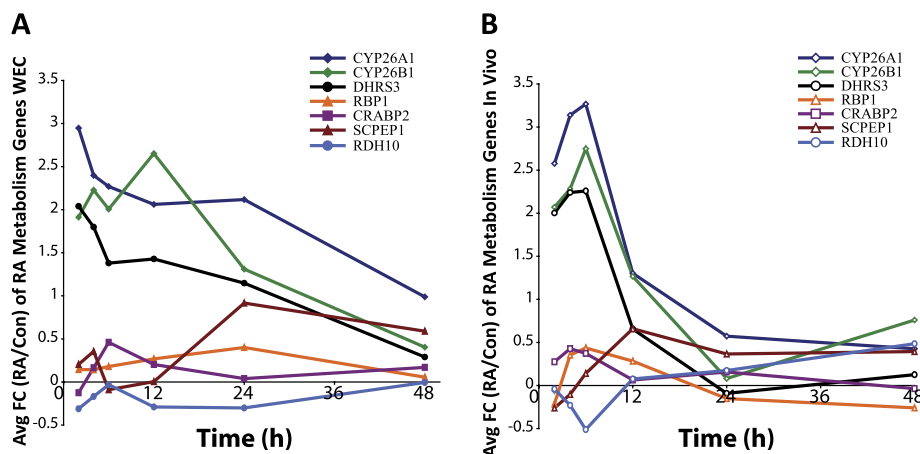 A
Avg FC (RA/Con) of RA Metabolism Genes WEC
CYP26A1
CYP26B1
DHRS3
RBP1
CRABP2
SCPEP1
RDH10
3.5
3
2.5
2
1.5
1
0.5
0
-0.5
0 12 24 36 48
Time (h)
B
Avg FC (RA/Con) of RA Metabolism Genes In Vivo
CYP26A1
CYP26B1
DHRS3
RBP1
CRABP2
SCPEP1
RDH10
3.5
3
2.5
2
1.5
1
0.5
0
-0.5
0 12 24 36 48
Time (h)